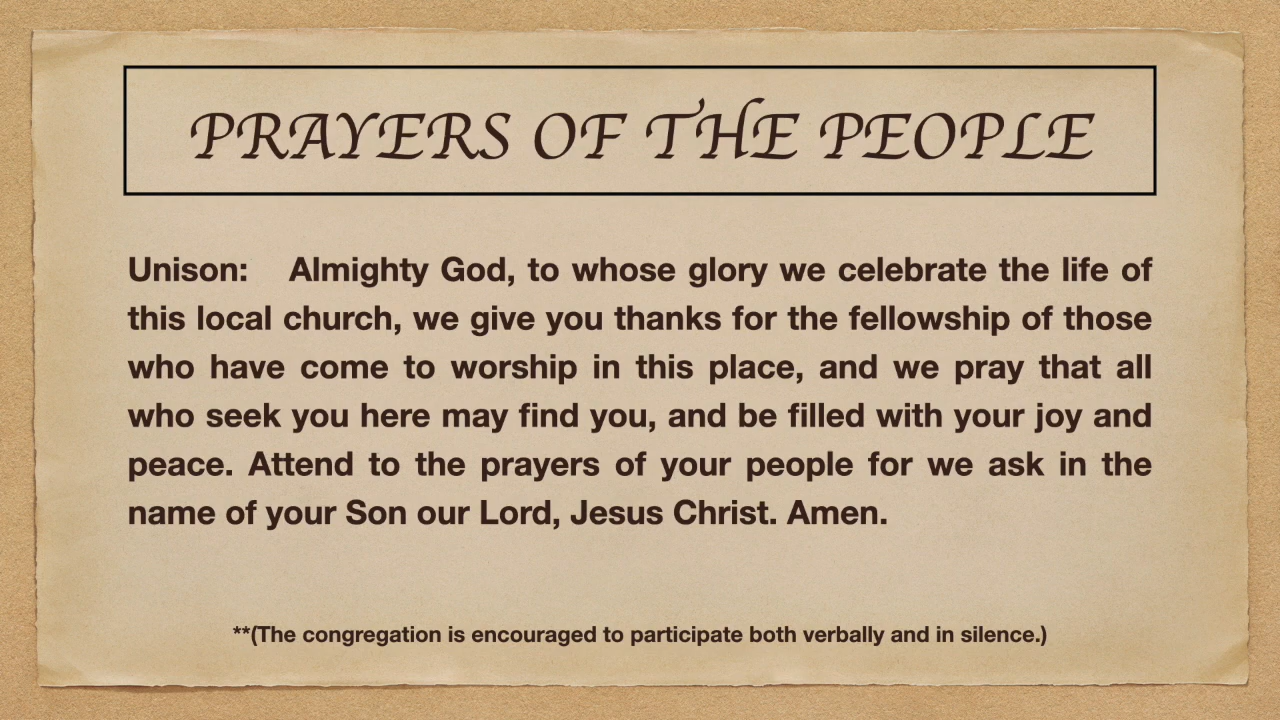 PRAYERS OF THE PEOPLE
Unison: Almighty God, to whose glory we celebrate the life of
this local church, we give you thanks for the fellowship of those
who have come to worship in this place, and we pray that all
who seek you here may find you, and be filled with your joy and
peace. Attend to the prayers of your people for we ask in the
name of your Son our Lord, Jesus Christ. Amen.
**(The congregation is encouraged to participate both verbally and in silence.)